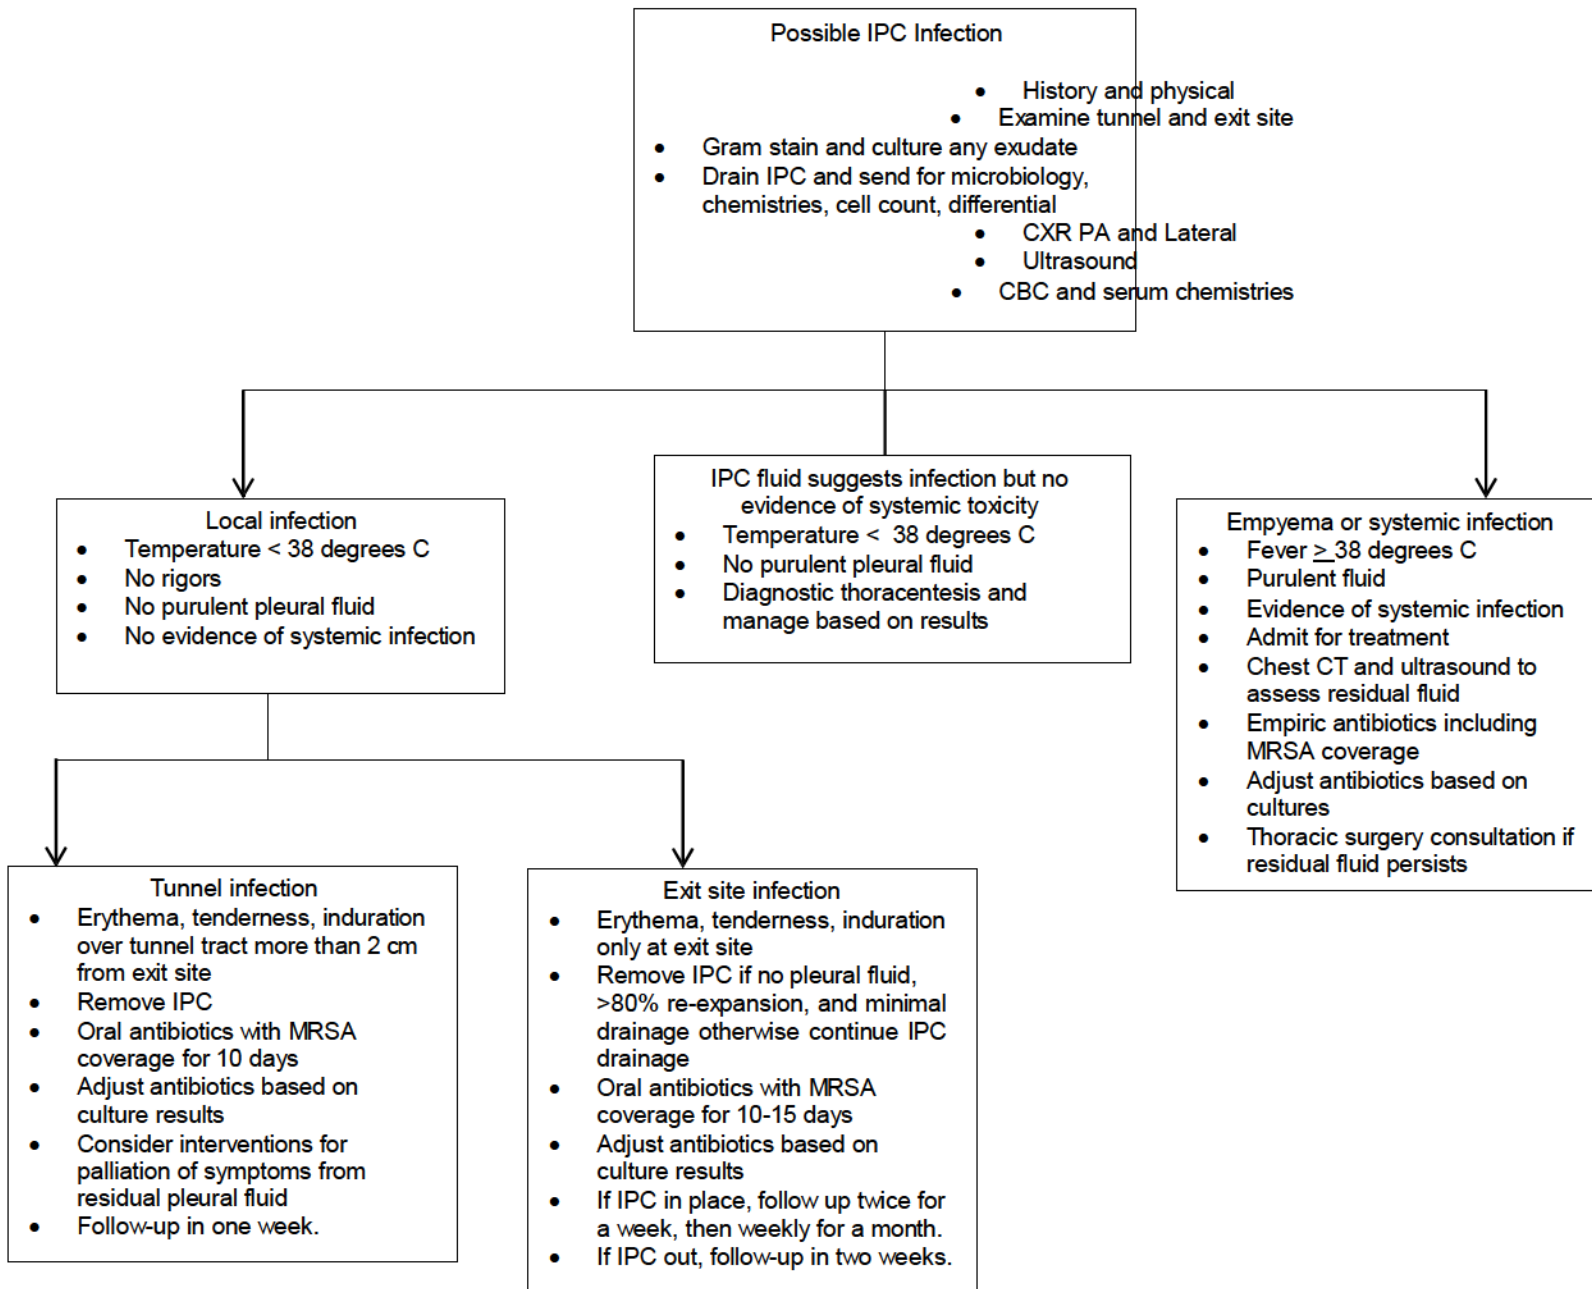 Possible IPC Infection
• History and physical
• Examine tunnel and exit site
• Gram stain and culture any exudate
• Drain IPC and send for microbiology,
chemistries, cell count, differential
• CXR PA and Lateral
• Ultrasound
• CBC and serum chemistries
Local infection
• Temperature < 38 degrees C
• No rigors
• No purulent pleural fluid
• No evidence of systemic infection
IPC fluid suggests infection but no
evidence of systemic toxicity
• Temperature < 38 degrees C
• No purulent pleural fluid
• Diagnostic thoracentesis and
manage based on results
Empyema or systemic infection
• Fever > 38 degrees C
• Purulent fluid
• Evidence of systemic infection
• Admit for treatment
• Chest CT and ultrasound to
assess residual fluid
• Empiric antibiotics including
MRSA coverage
• Adjust antibiotics based on
cultures
• Thoracic surgery consultation if
residual fluid persists
Tunnel infection
• Erythema, tenderness, induration
over tunnel tract more than 2 cm
from exit site
• Remove IPC
• Oral antibiotics with MRSA
coverage for 10 days
• Adjust antibiotics based on
culture results
• Consider interventions for
palliation of symptoms from
residual pleural fluid
• Follow-up in one week.
Exit site infection
• Erythema, tenderness, induration
only at exit site
• Remove IPC if no pleural fluid,
>80% re-expansion, and minimal
drainage otherwise continue IPC
drainage
• Oral antibiotics with MRSA
coverage for 10-15 days
• Adjust antibiotics based on
culture results
• If IPC in place, follow up twice for
a week, then weekly for a month.
• If IPC out, follow-up in two weeks.